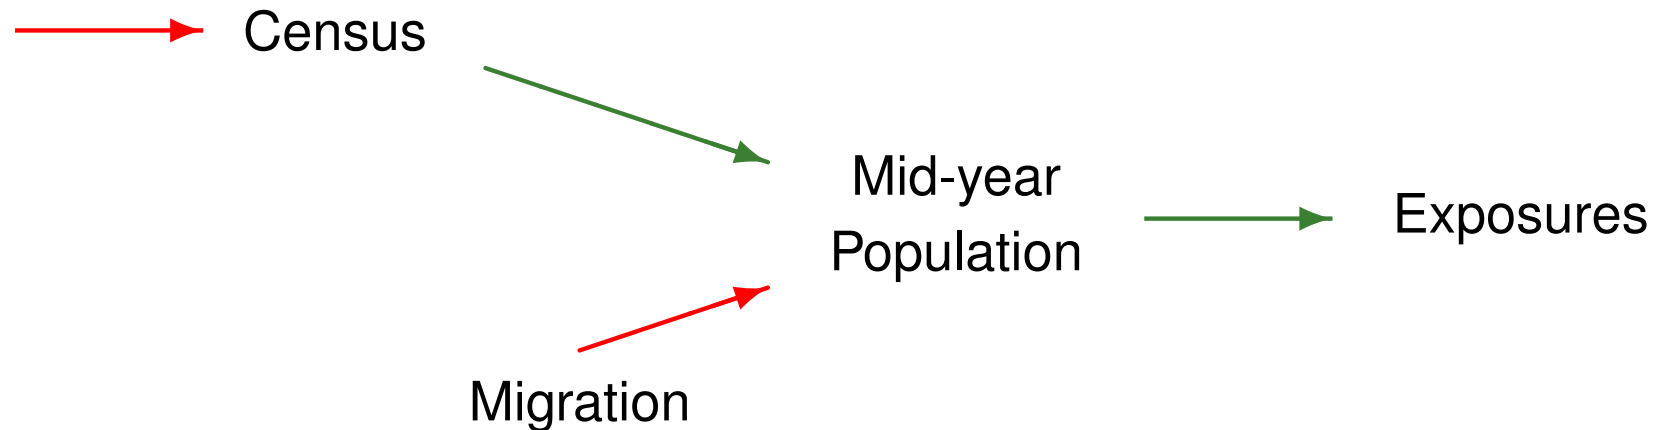 Census
Mid-year
Population
Exposures
Migration